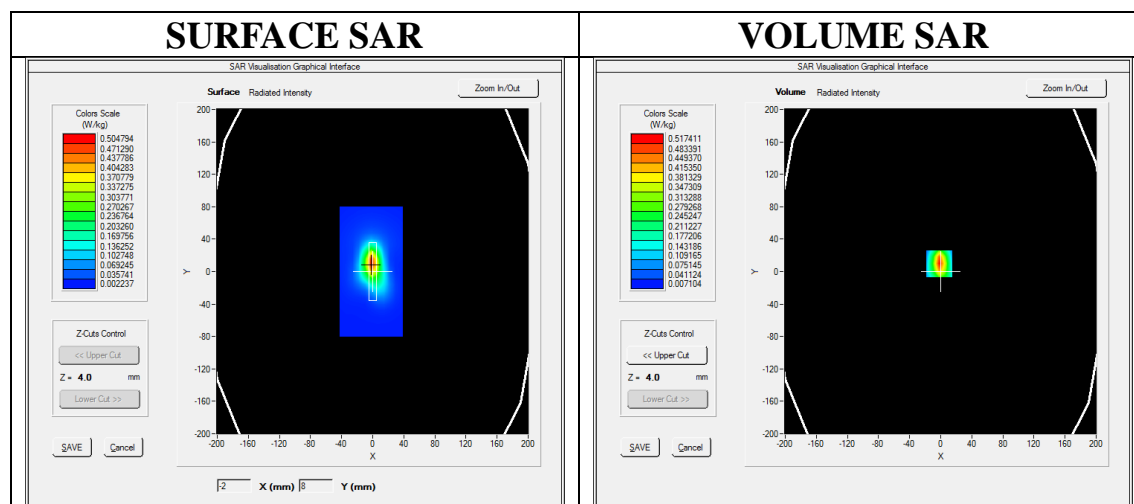 SURFACE SAR
VOLUME SAR
SAR Visualisation Graphical Interface
Surface Radiated Intensity
Zoom In/Out
Colors Scale
(W/kg)
0.504794
0.471290
0.437786
0.404283
0.370779
0.337275
0.303771
0.270267
0.236764
0.203260
0.169756
0.136252
0.102748
0.069245
0.035741
0.002237
200
160
120
80
40
0
-40
-80
-120
-160
-200
Y
-200 -160 -120 -80 -40 0 40 80 120 160 200
X
Z-Cuts Control
<< Upper Cut
Z = 4.0 mm
Lower Cut >>
SAVE Cancel
-2 X (mm) 8 Y (mm)
SAR Visualisation Graphical Interface
Volume Radiated Intensity
Zoom In/Out
Colors Scale
(W/kg)
0.517411
0.483391
0.449370
0.415350
0.381329
0.347309
0.313288
0.279268
0.245247
0.211227
0.177206
0.143186
0.109165
0.075145
0.041124
0.007104
200
160
120
80
40
0
-40
-80
-120
-160
-200
Y
-200 -160 -120 -80 -40 0 40 80 120 160 200
X
Z-Cuts Control
<< Upper Cut
Z = 4.0 mm
Lower Cut >>
SAVE Cancel